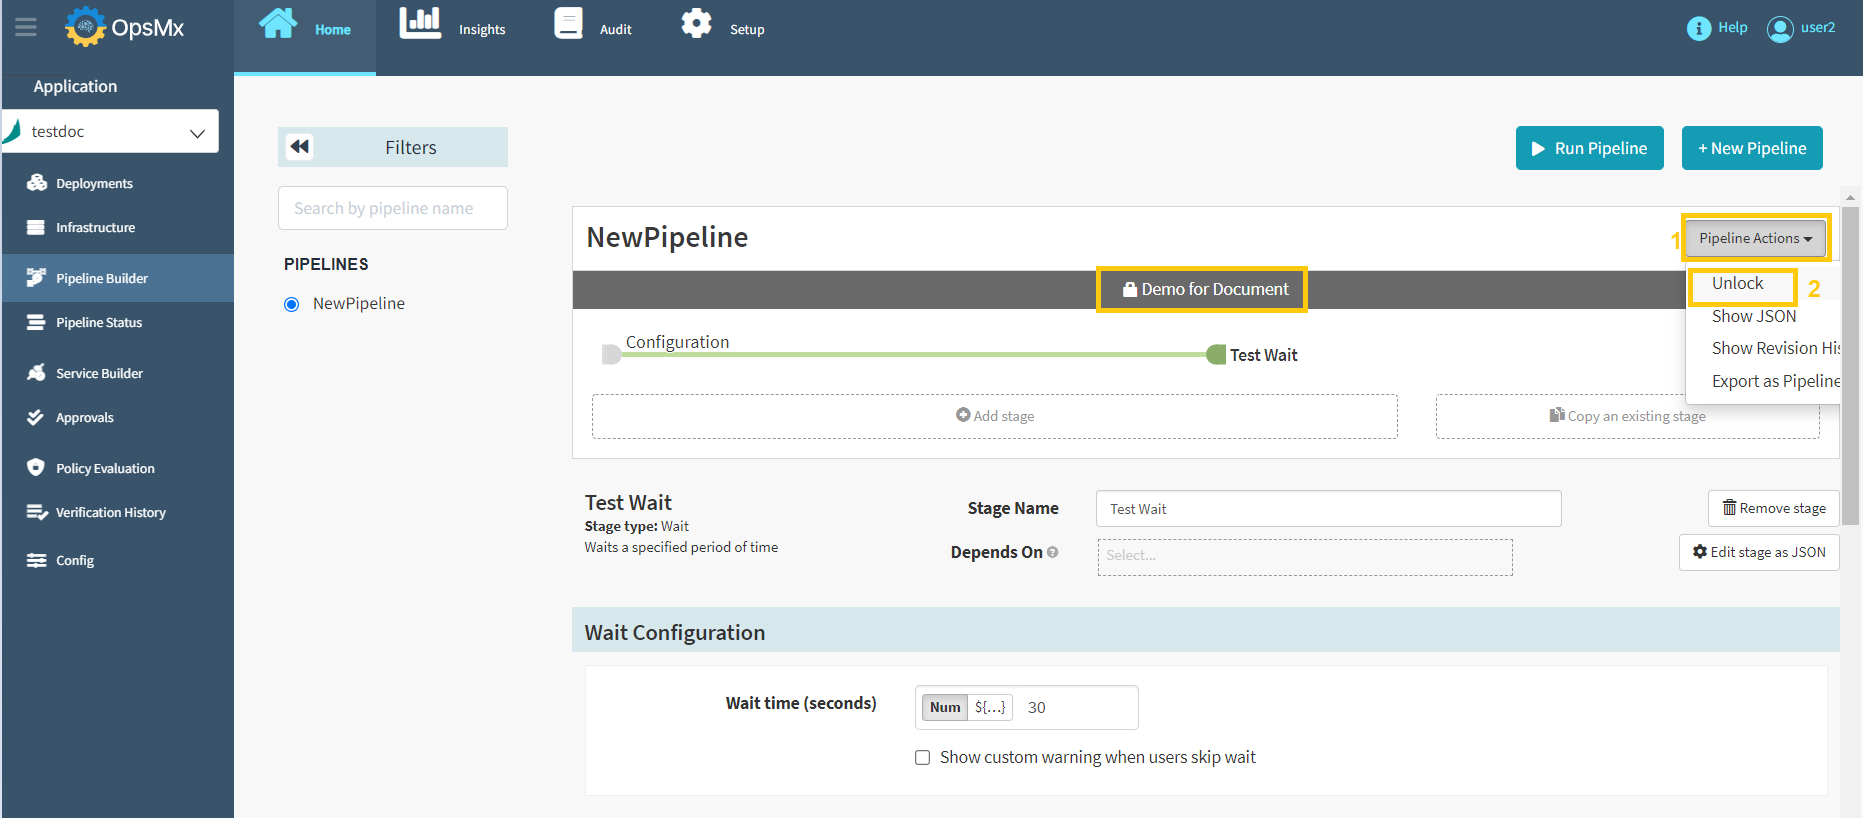 OpsMx
Home
Insights
Audit
Setup
Help
user2
Application
testdoc
Deployments
Infrastructure
Pipeline Builder
Pipeline Status
Service Builder
Approvals
Policy Evaluation
Verification History
Config
Filters
Search by pipeline name
PIPELINES
NewPipeline
Run Pipeline
+ New Pipeline
NewPipeline
1
Pipeline Actions
Demo for Document
Unlock
2
Show JSON
Show Revision His
Export as Pipeline
Configuration
Test Wait
Add stage
Copy an existing stage
Test Wait
Stage type: Wait
Waits a specified period of time
Stage Name
Test Wait
Depends On
Select...
Remove stage
Edit stage as JSON
Wait Configuration
Wait time (seconds)
Num
${...}
30
Show custom warning when users skip wait